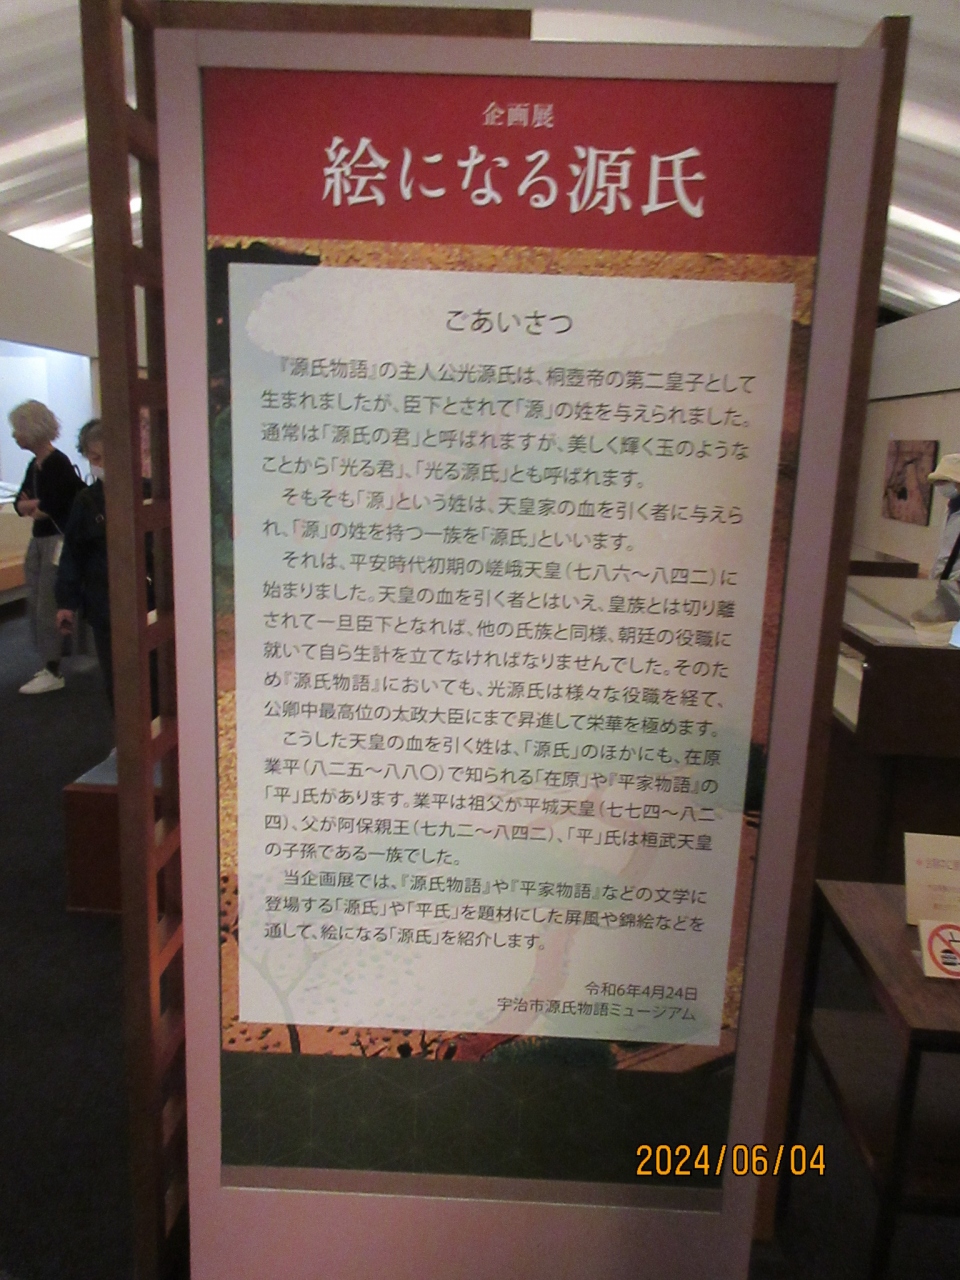 企画展
絵になる源氏
ごあいさつ
『源氏物語』の主人公光源氏は、桐壺帝の第二皇子として
生まれましたが、臣下とされて「源」の姓を与えられました。
通常は「源氏の君」と呼ばれますが、美しく輝く玉のような
ことから「光る君」、「光る源氏」とも呼ばれます。
そもそも「源」という姓は、天皇家の血を引く者に与えら
れ、「源」の姓を持つ一族を「源氏」といいます。
それは、平安時代初期の嵯峨天皇（七八六～八四二）に
始まりました。天皇の血を引く者とはいえ、皇族とは切り離
されて一旦臣下となれば、他の氏族と同様、朝廷の役職に
就いて自ら生計を立てなければなりませんでした。そのた
め『源氏物語』においても、光源氏は様々な役職を経て、
公卿中最高位の太政大臣にまで昇進して栄華を極めます。
こうした天皇の血を引く姓は、「源氏」のほかにも、在原
業平（八二五～八八〇）で知られる「在原」や『平家物語』の
「平」氏があります。業平は祖父が平城天皇（七七四～八二
四）、父が阿保親王（七九二～八四二）、「平」氏は桓武天皇
の子孫である一族でした。
当企画展では、『源氏物語』や『平家物語』などの文学に
登場する「源氏」や「平氏」を題材にした屏風や錦絵などを
通して、絵になる「源氏」を紹介します。
令和6年4月24日
宇治市源氏物語ミュージアム
2024/06/04